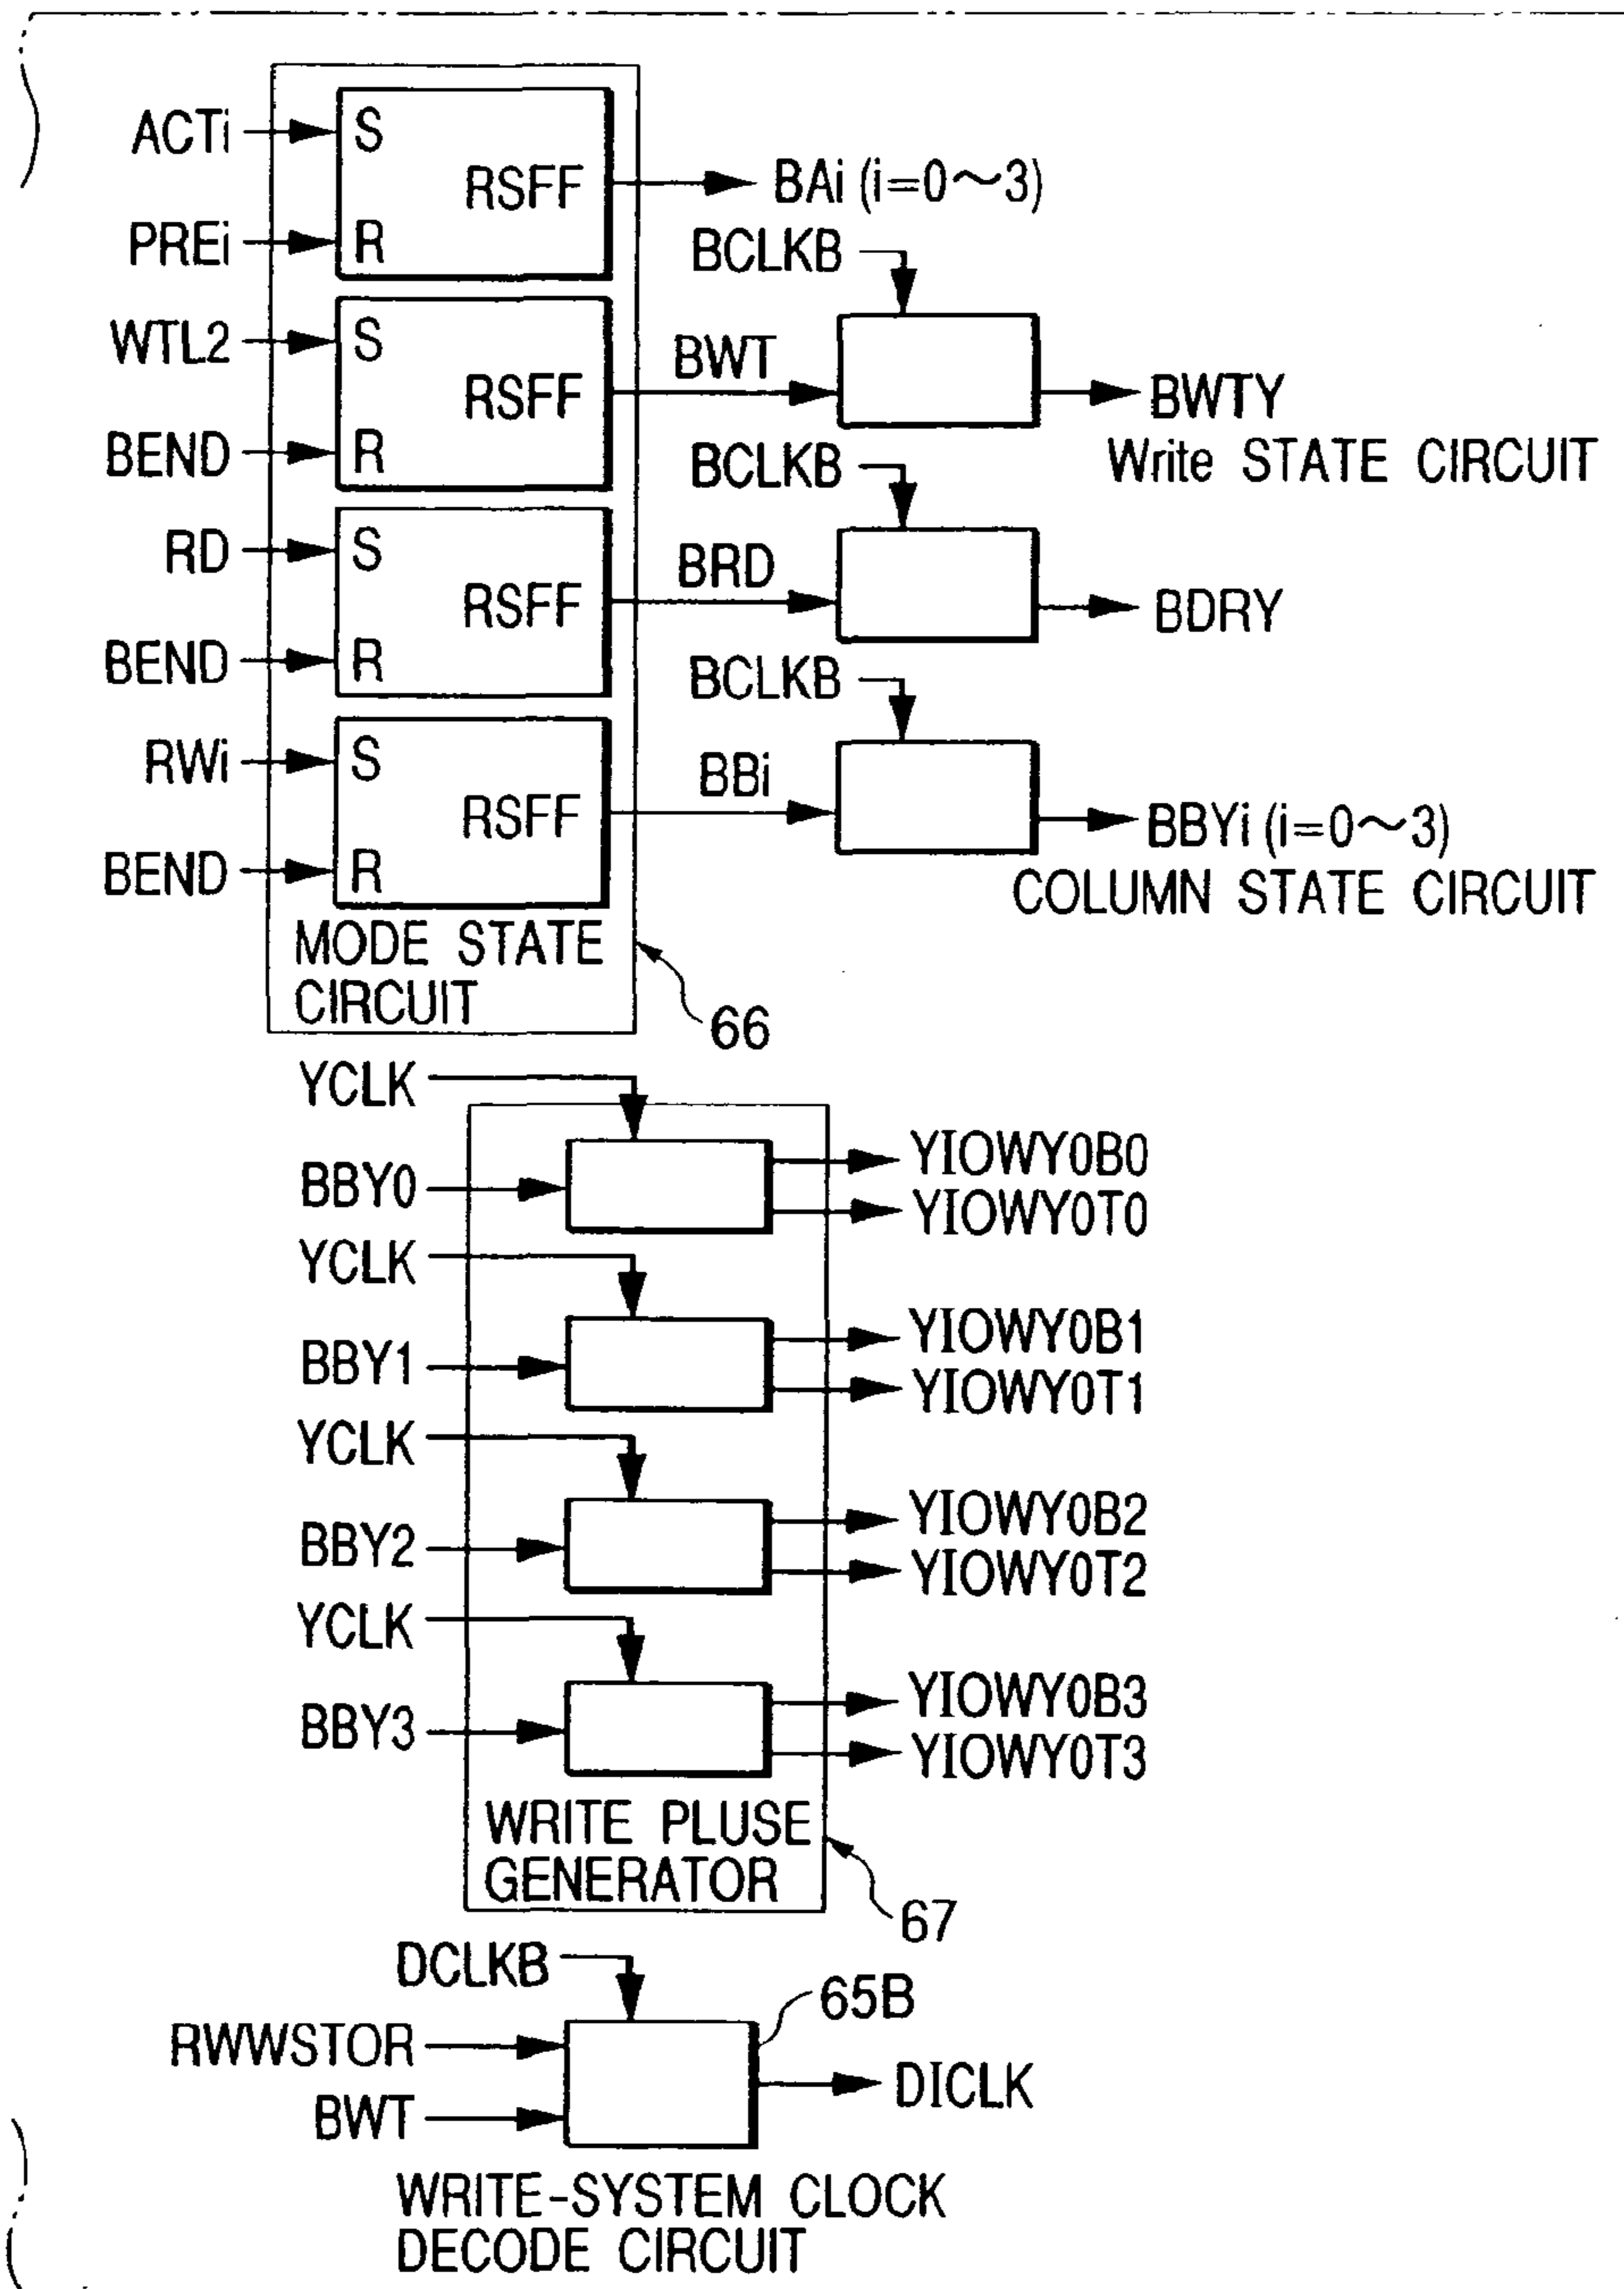 ACTi
S
RSFF
BAi (i=0～3)
PREi
R
BCLKB
WTL2
S
RSFF
BWT
BWTY
BEND
R
Write STATE CIRCUIT
BCLKB
RD
S
RSFF
BRD
BDRY
BEND
R
BCLKB
RWi
S
RSFF
BBi
BBYi (i=0～3)
BEND
R
COLUMN STATE CIRCUIT
MODE STATE
CIRCUIT
66
YCLK
BBY0
YIOWY0B0
YIOWY0T0
YCLK
BBY1
YIOWY0B1
YIOWY0T1
YCLK
BBY2
YIOWY0B2
YIOWY0T2
YCLK
BBY3
YIOWY0B3
YIOWY0T3
WRITE PLUSE
GENERATOR
67
DCLKB
65B
RWWSTOR
BWT
DICLK
WRITE-SYSTEM CLOCK
DECODE CIRCUIT